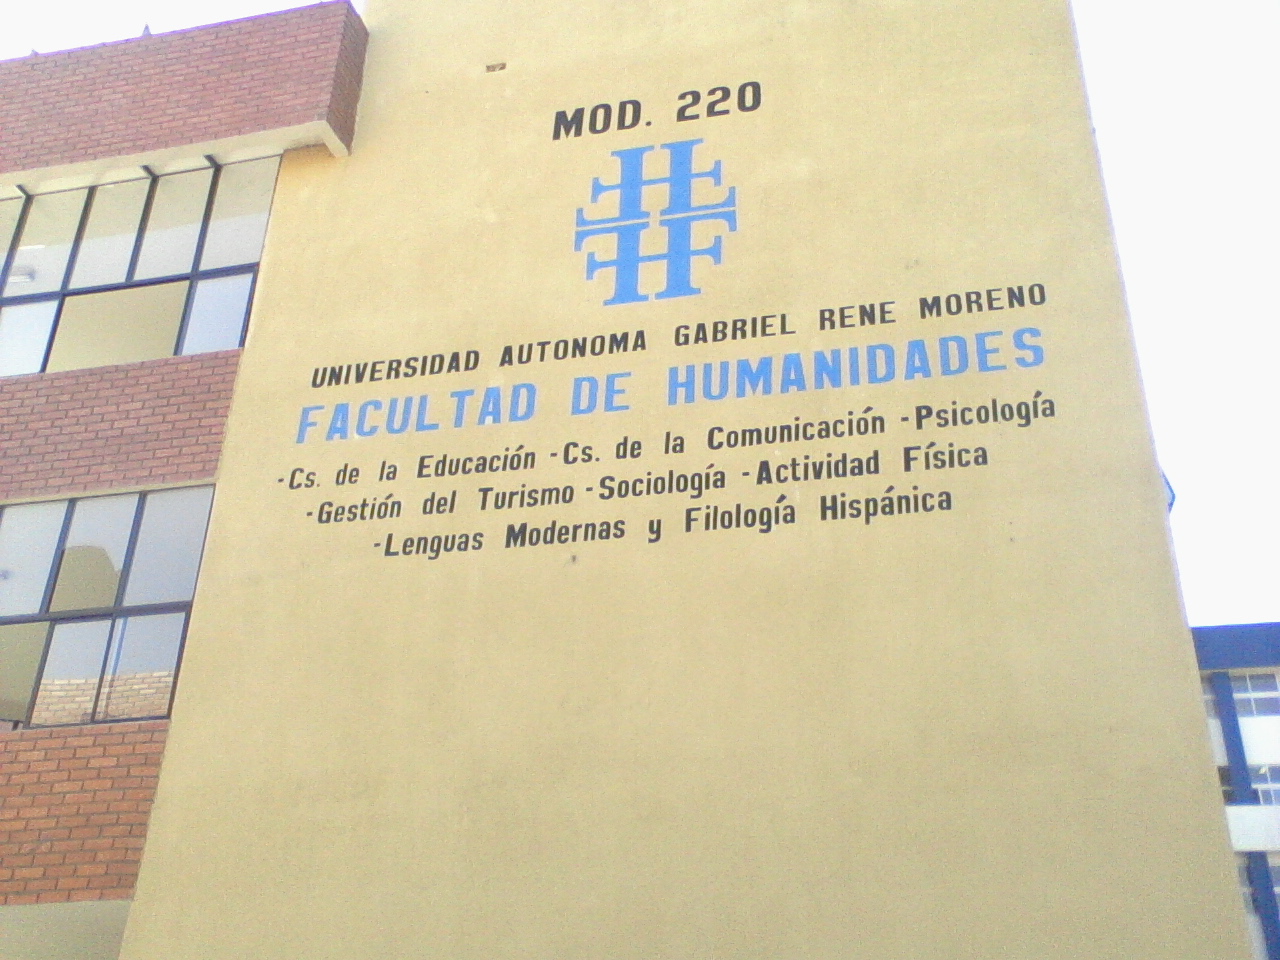 MOD. 220
UNIVERSIDAD AUTONOMA GABRIEL RENE MORENO
FACULTAD DE HUMANIDADES
-Cs. de la Educación -Cs. de la Comunicación -Psicología
-Gestión del Turismo -Sociología -Actividad Física
-Lenguas Modernas y Filología Hispánica